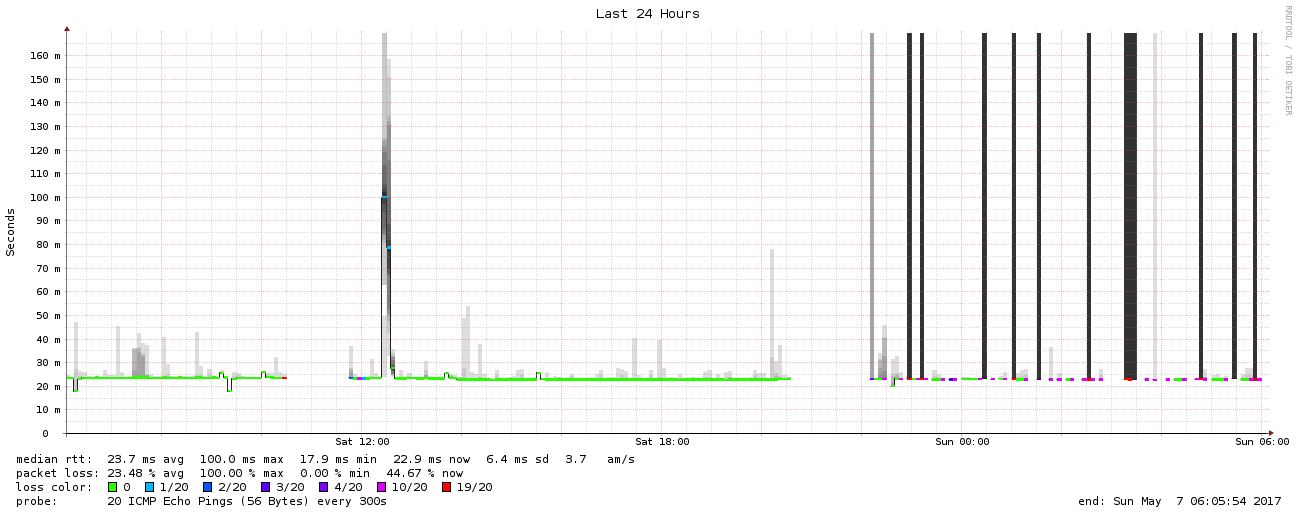 Last 24 Hours
RRDTOOL / TOBI OETIKER
Seconds
160 m
150 m
140 m
130 m
120 m
110 m
100 m
90 m
80 m
70 m
60 m
50 m
40 m
30 m
20 m
10 m
0
Sat 12:00 Sat 18:00 Sun 00:00 Sun 06:00
median rtt: 23.7 ms avg 100.0 ms max 17.9 ms min 22.9 ms now 6.4 ms sd 3.7 am/s
packet loss: 23.48 % avg 100.00 % max 0.00 % min 44.67 % now
loss color: 0 1/20 2/20 3/20 4/20 10/20 19/20
probe: 20 ICMP Echo Pings (56 Bytes) every 300s end: Sun May 7 06:05:54 2017